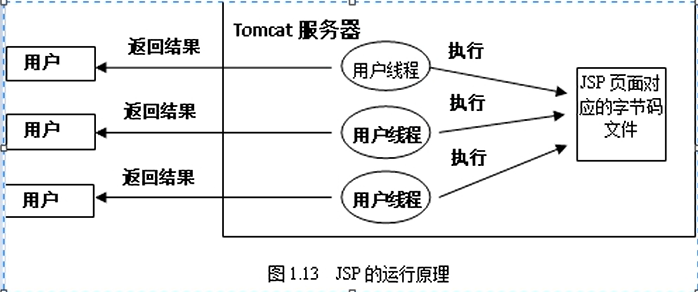 Tomcat 服务器
用户
返回结果
用户线程
执行
JSP 页面对
应的字节码
文件
用户
返回结果
用户线程
执行
用户
返回结果
用户线程
执行
图 1.13 JSP 的运行原理